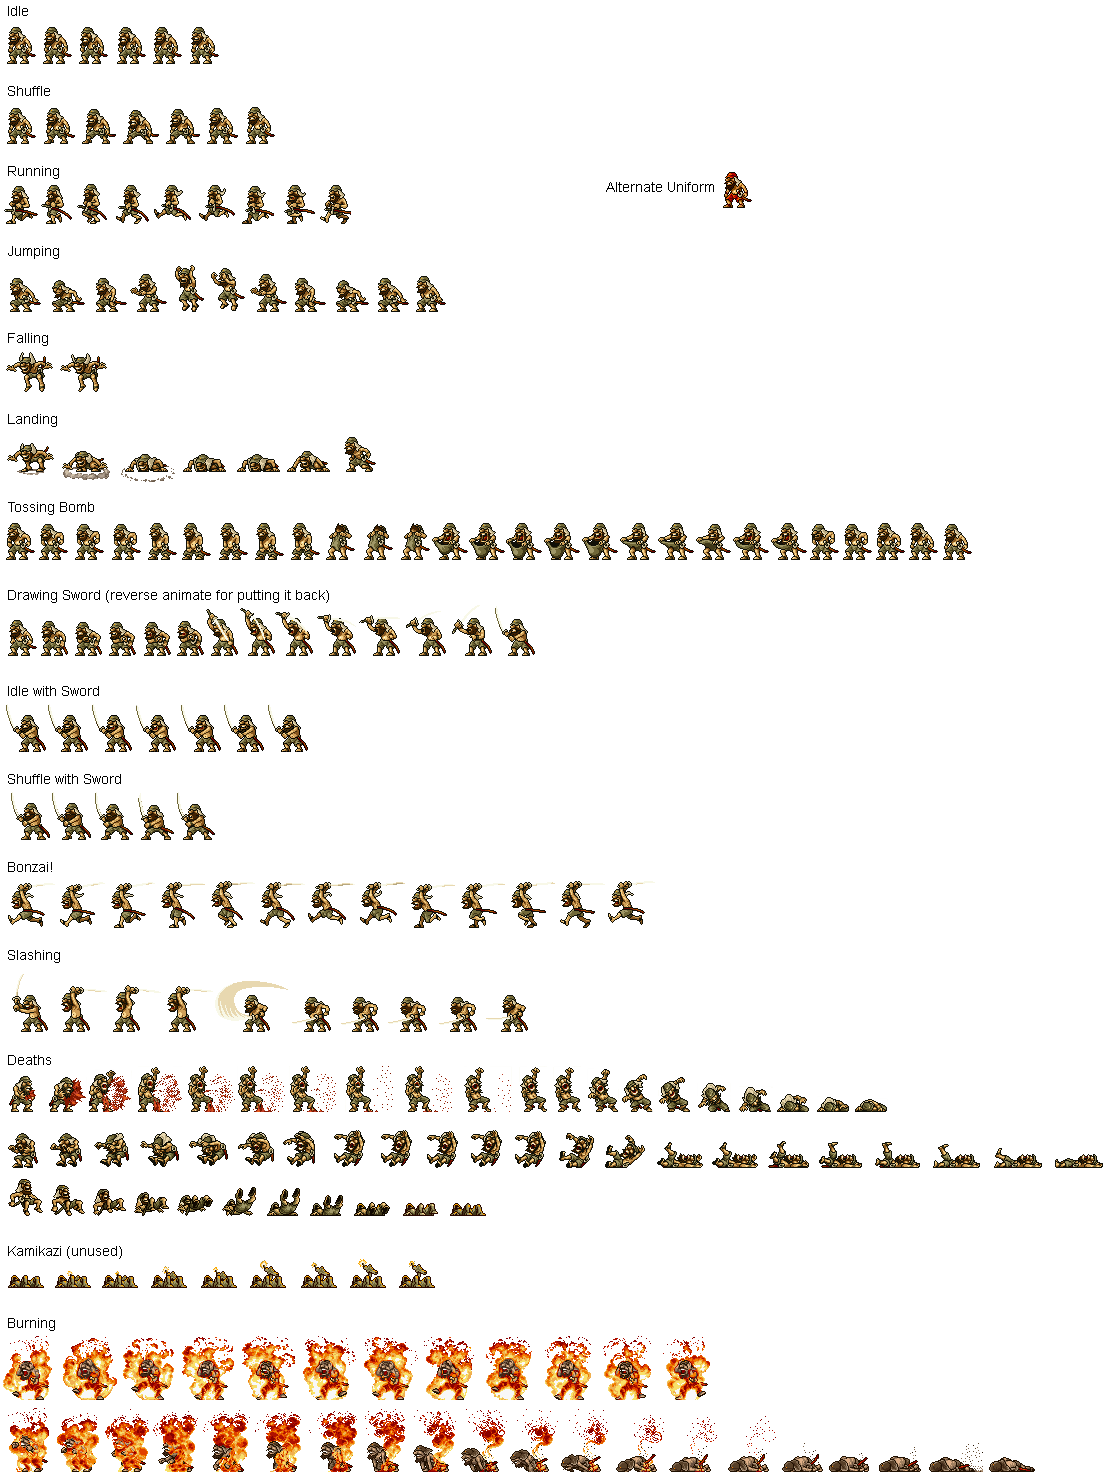 Idle
Shuffle
Running
Alternate Uniform
Jumping
Falling
Landing
Tossing Bomb
Drawing Sword (reverse animate for putting it back)
Idle with Sword
Shuffle with Sword
Bonzai!
Slashing
Deaths
Kamikazi (unused)
Burning